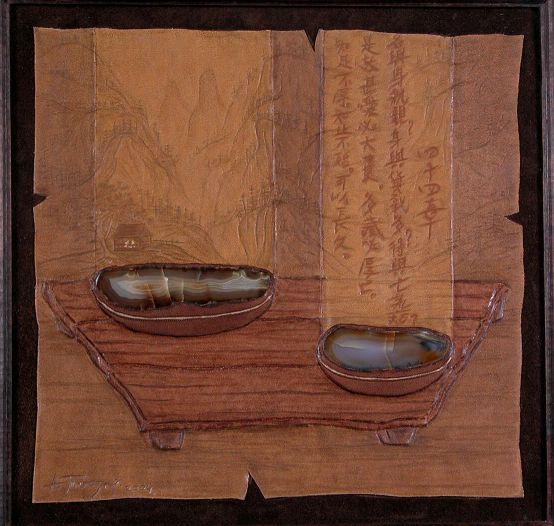 四十四章
名與身孰親?身與貨孰多?得與亡孰病?
是故甚愛必大費。多藏必厚亡。
知足不辱知止不殆。可以長久。